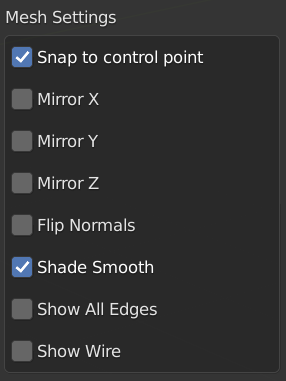 Mesh Settings
Snap to control point
Mirror X
Mirror Y
Mirror Z
Flip Normals
Shade Smooth
Show All Edges
Show Wire